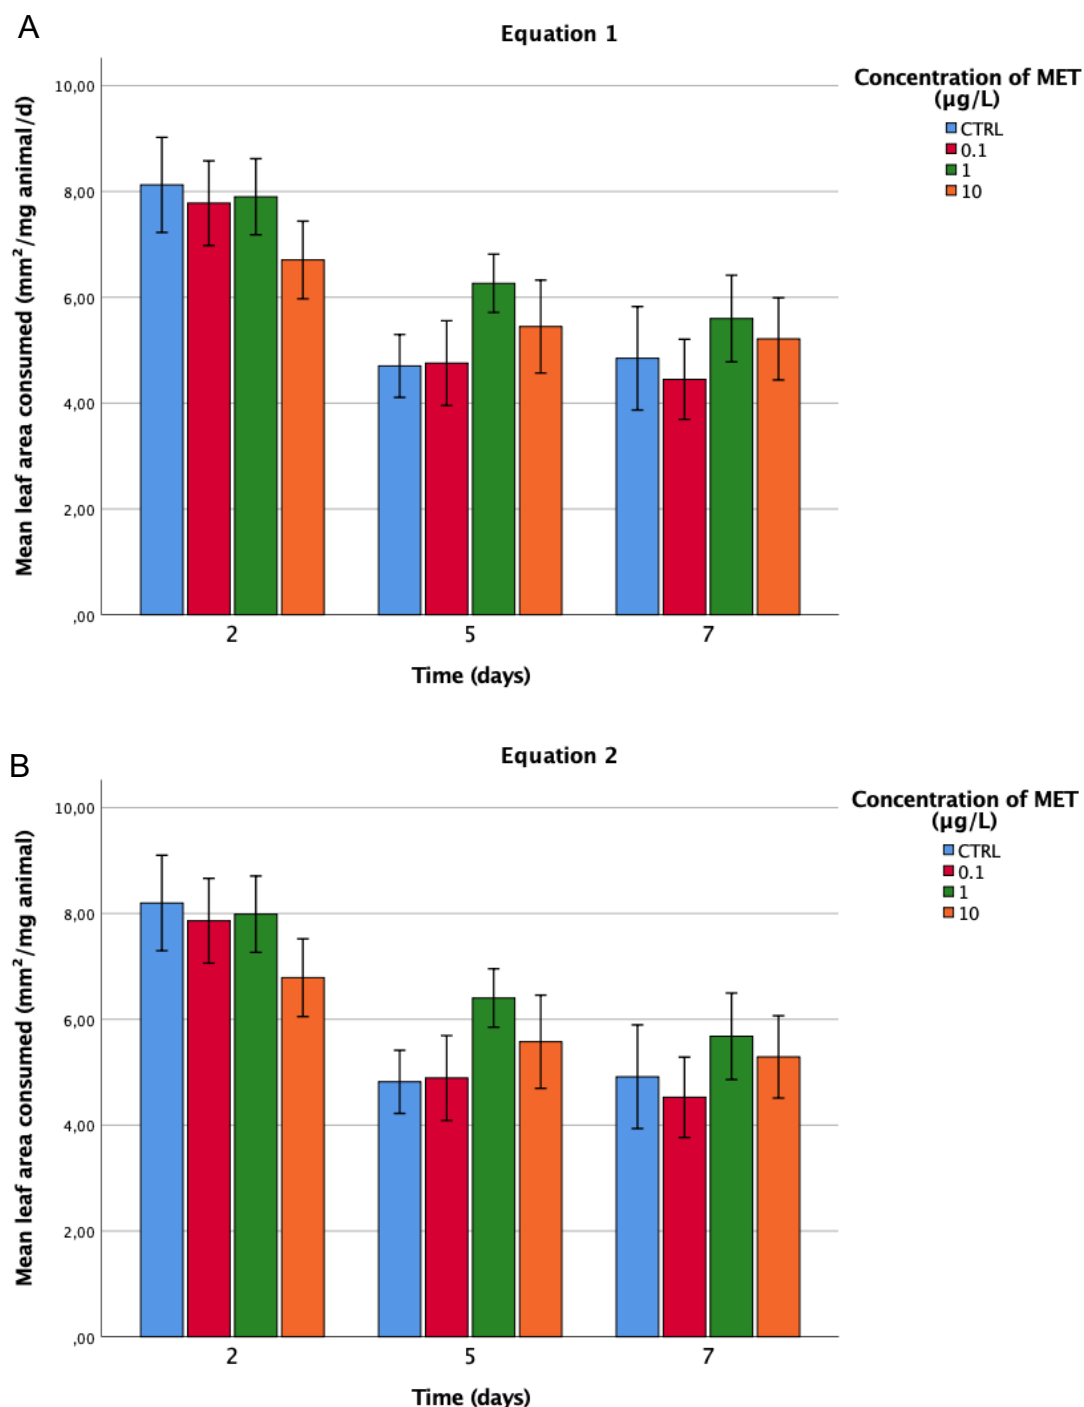 A
Equation 1
Mean leaf area consumed (mm²/mg animal/d)
10,00
8,00
6,00
4,00
2,00
,00
2
5
7
Time (days)
Concentration of MET
(µg/L)
CTRL
0.1
1
10
B
Equation 2
Mean leaf area consumed (mm²/mg animal)
10,00
8,00
6,00
4,00
2,00
,00
2
5
7
Time (days)
Concentration of MET
(µg/L)
CTRL
0.1
1
10